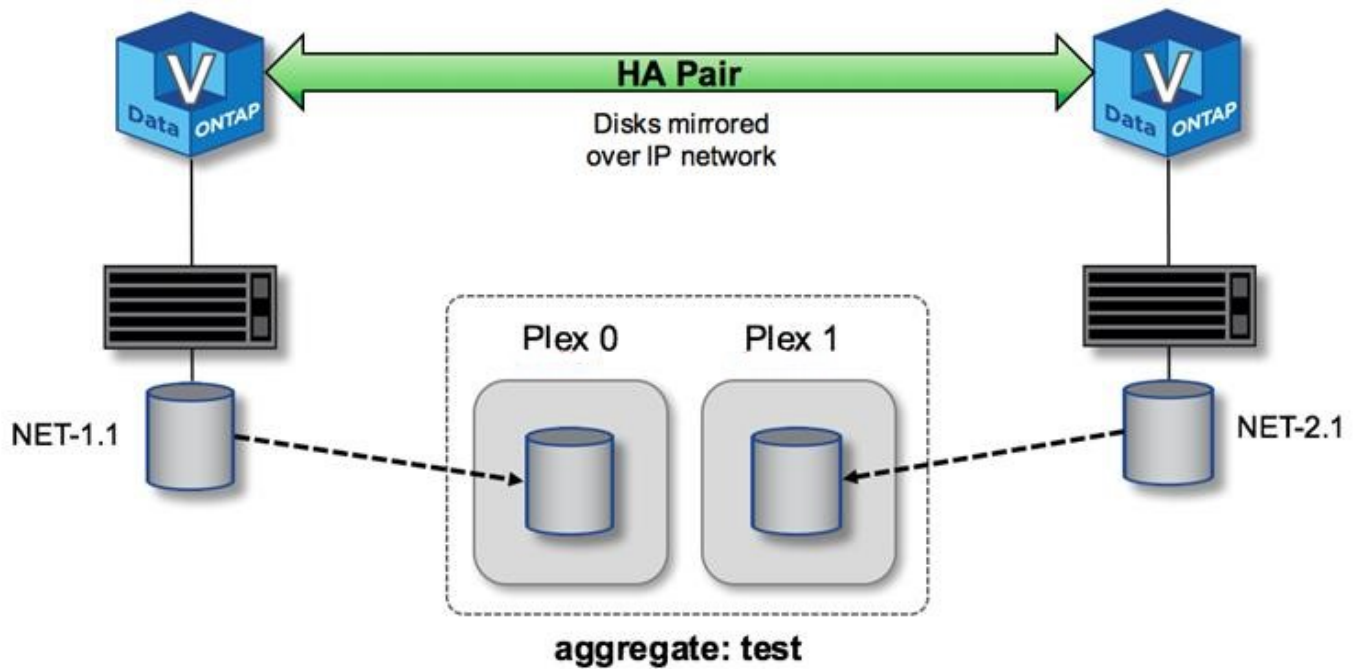 V
Data ONTAP
HA Pair
Disks mirrored
over IP network
V
Data ONTAP
Plex 0
Plex 1
NET-1.1
NET-2.1
aggregate: test